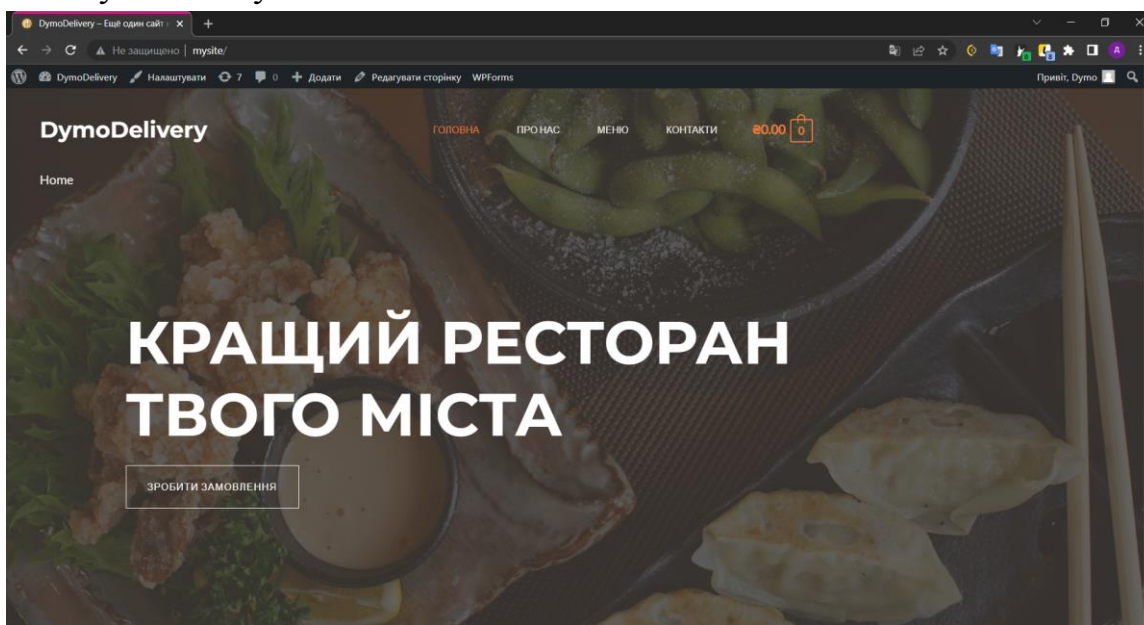 DymoDelivery – Ещё один сайт
Не защищено | mysite/
DymoDelivery Налаштувати 7 0 Додати Редагувати сторінку WPForms Привіт, Dymo
DymoDelivery ГОЛОВНА ПРО НАС МЕНЮ КОНТАКТИ ₴0.00 0
Home
КРАЩИЙ РЕСТОРАН
ТВОГО МІСТА
ЗРОБИТИ ЗАМОВЛЕННЯ